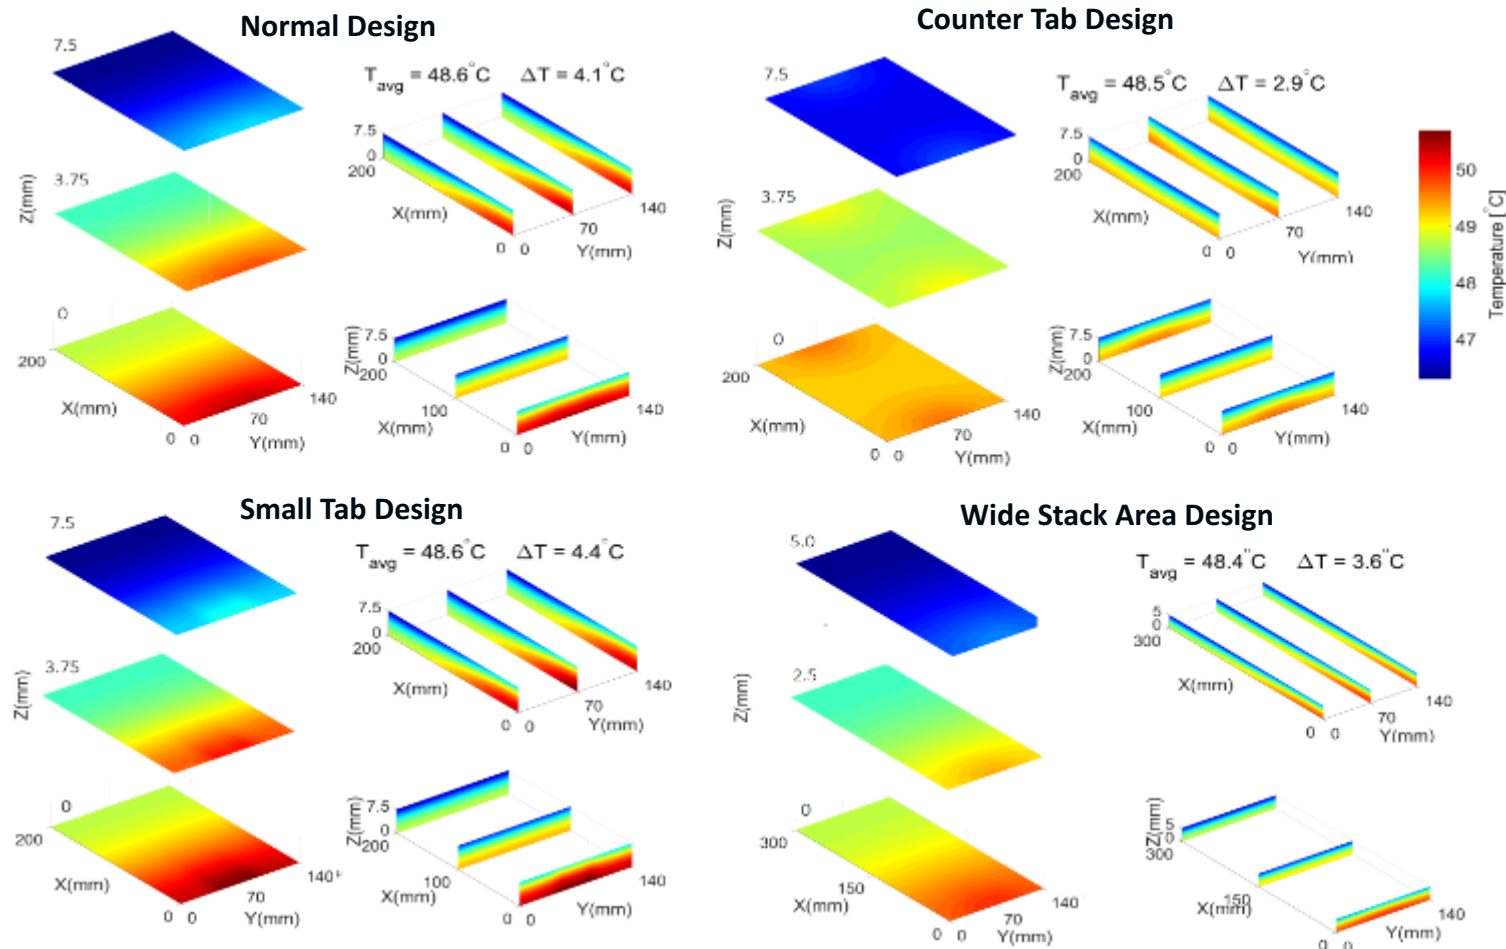 Normal Design
T_avg = 48.6°C ΔT = 4.1°C
7.5
3.75
0
Z(mm)
200
X(mm)
0 0
70
140
Y(mm)
7.5
0
200
X(mm)
0 0
70
140
Y(mm)
Z(mm)
7.5
0
200
100
X(mm)
0 0
140
Y(mm)
Counter Tab Design
T_avg = 48.5°C ΔT = 2.9°C
7.5
3.75
0
Z(mm)
200
X(mm)
0 0
70
140
Y(mm)
7.5
0
200
X(mm)
0 0
70
140
Y(mm)
Z(mm)
7.5
0
200
100
X(mm)
0 0
140
Y(mm)
50
49
48
47
Temperature [°C]
Small Tab Design
T_avg = 48.6°C ΔT = 4.4°C
7.5
3.75
0
Z(mm)
200
X(mm)
0 0
70
140
Y(mm)
7.5
0
200
X(mm)
0 0
70
140
Y(mm)
Z(mm)
7.5
0
200
100
X(mm)
0 0
140
Y(mm)
Wide Stack Area Design
T_avg = 48.4°C ΔT = 3.6°C
5.0
2.5
0
Z(mm)
300
150
X(mm)
0 0
70
140
Y(mm)
5
0
300
X(mm)
0 0
70
140
Y(mm)
Z(mm)
5
0
300
150
X(mm)
0 0
140
Y(mm)